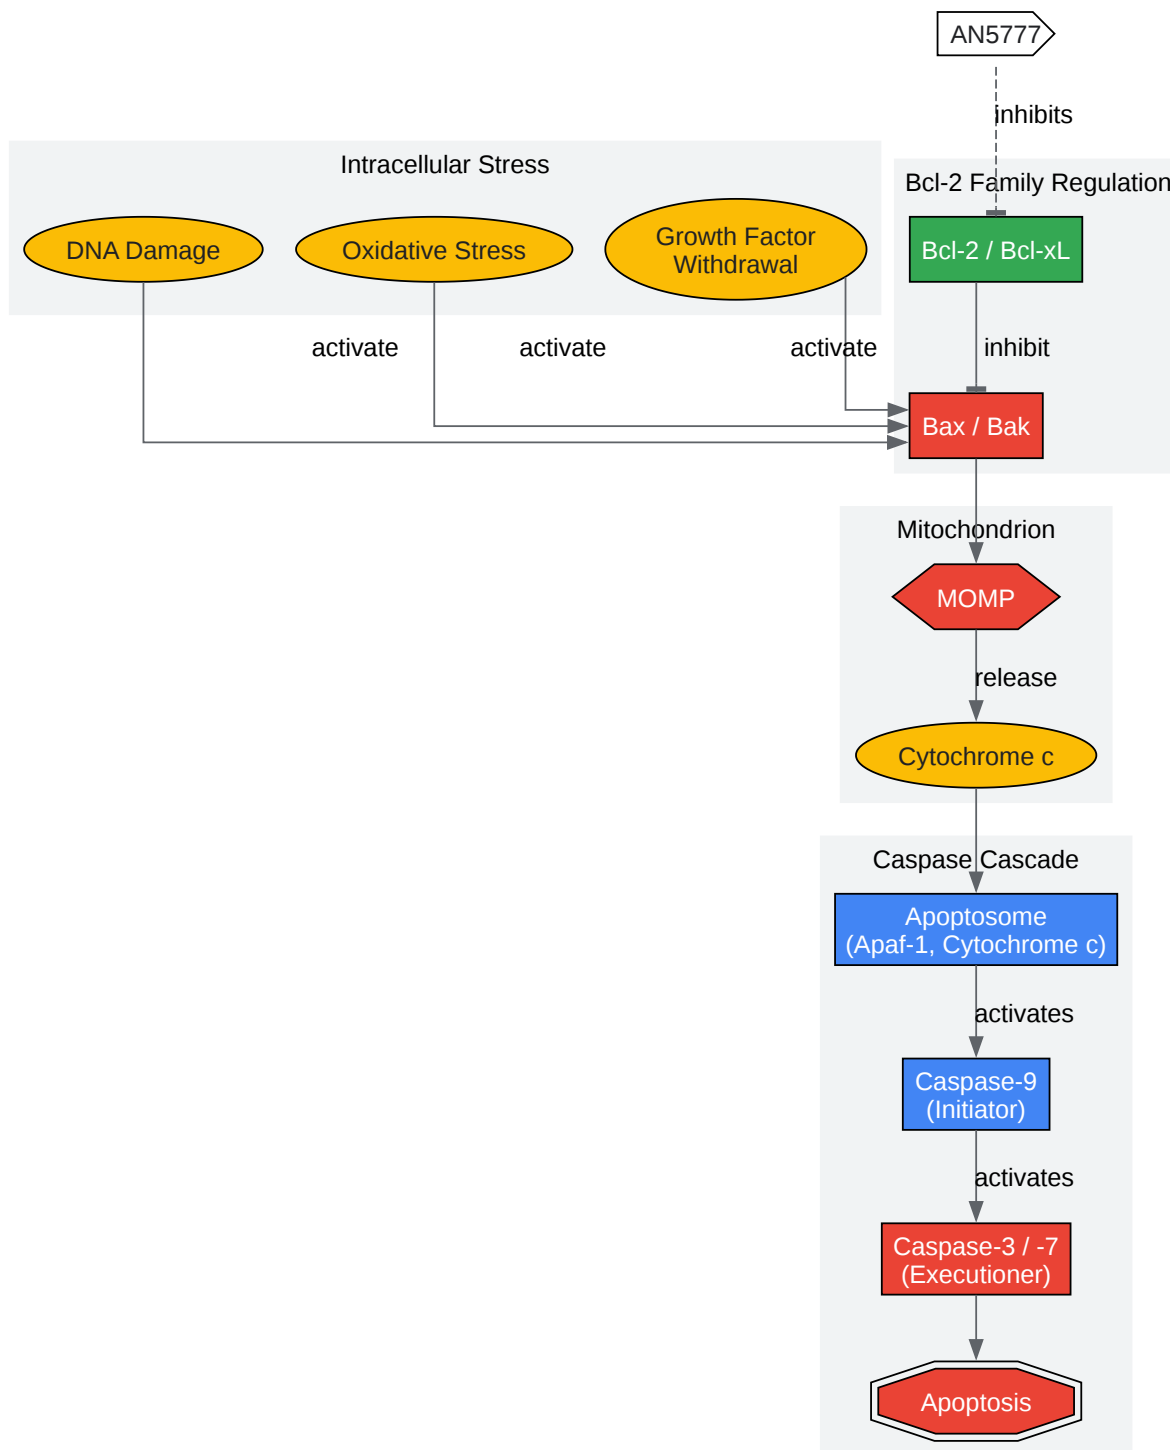 AN5777
inhibits
Intracellular Stress
Bcl-2 Family Regulation
DNA Damage
Oxidative Stress
Growth Factor
Withdrawal
Bcl-2 / Bcl-xL
activate
activate
activate
inhibit
Bax / Bak
Mitochondrion
MOMP
release
Cytochrome c
Caspase Cascade
Apoptosome
(Apaf-1, Cytochrome c)
activates
Caspase-9
(Initiator)
activates
Caspase-3 / -7
(Executioner)
Apoptosis